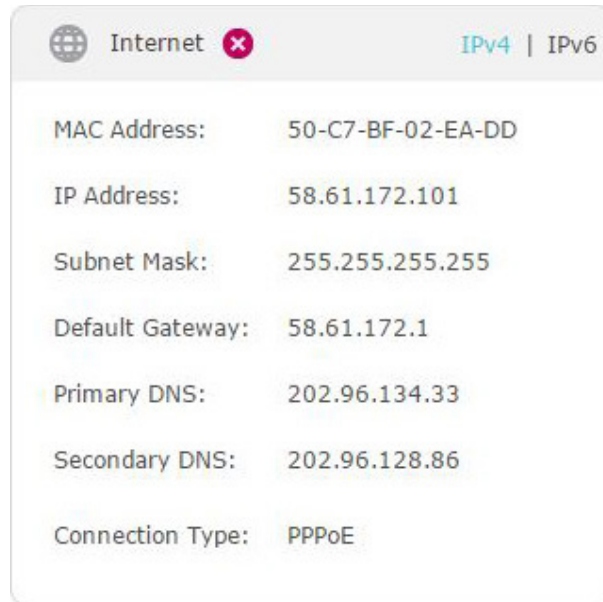 Internet IPv4 | IPv6
MAC Address: 50-C7-BF-02-EA-DD
IP Address: 58.61.172.101
Subnet Mask: 255.255.255.255
Default Gateway: 58.61.172.1
Primary DNS: 202.96.134.33
Secondary DNS: 202.96.128.86
Connection Type: PPPoE